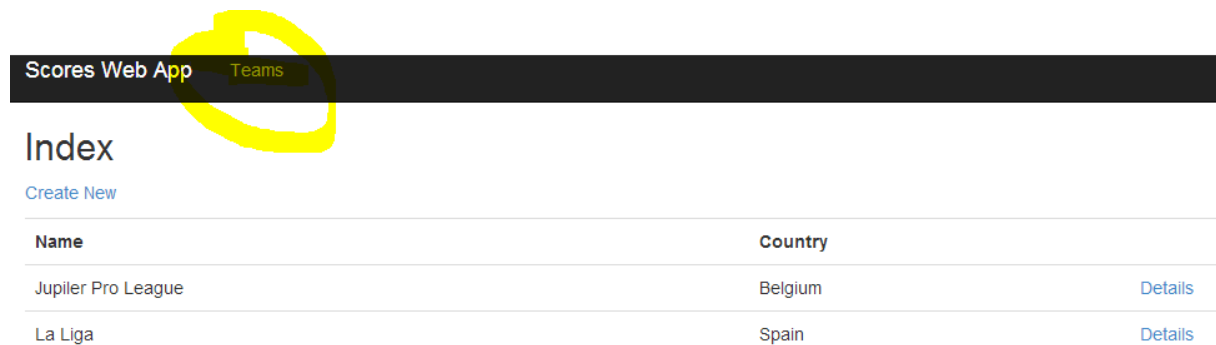 Scores Web App Teams
Index
Create New
Name Country
Jupiler Pro League Belgium Details
La Liga Spain Details